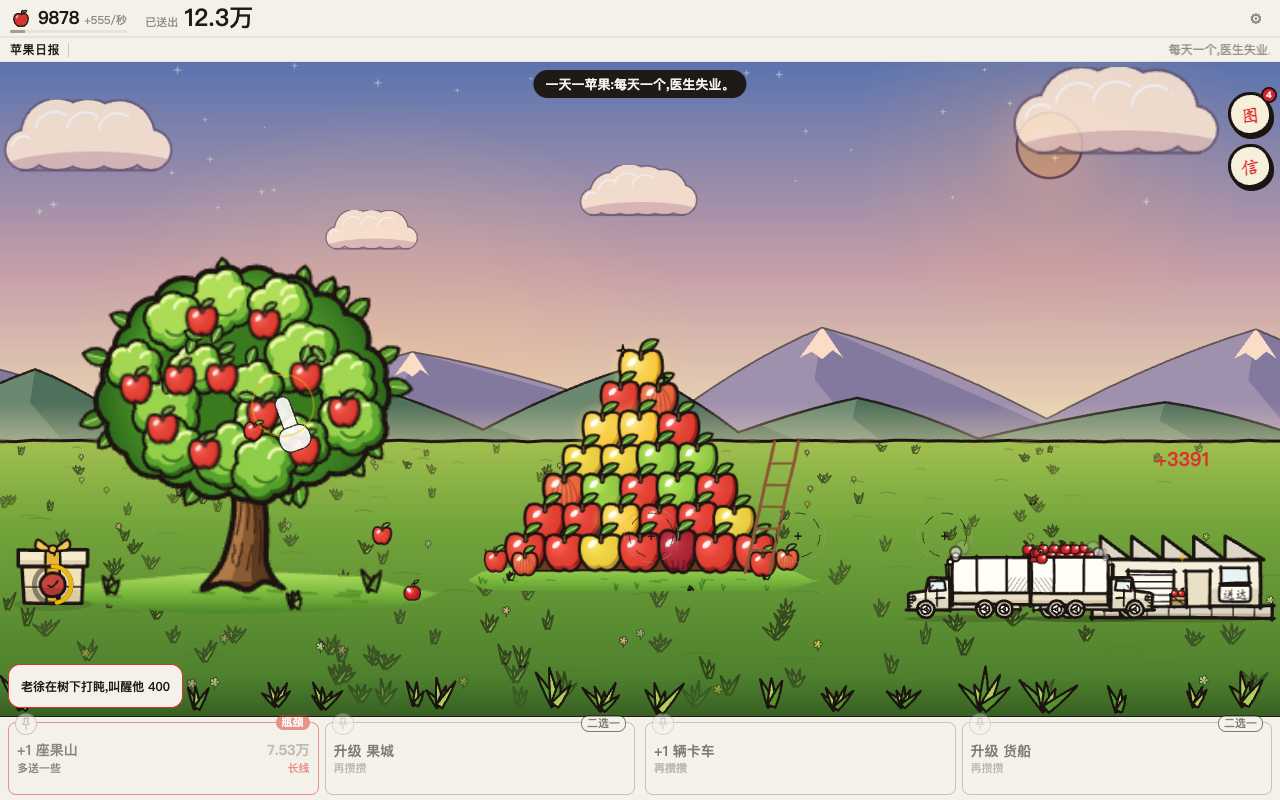 9878 +555/秒 已送出 12.3万
苹果日报
每天一个,医生失业.
一天一苹果:每天一个,医生失业。
4
图
信
+3391
送达
老徐在树下打盹,叫醒他 400
瓶颈
+1 座果山 7.53万
多送一些 长线
二选一
升级 果城
再攒攒
+1 辆卡车
再攒攒
二选一
升级 货船
再攒攒